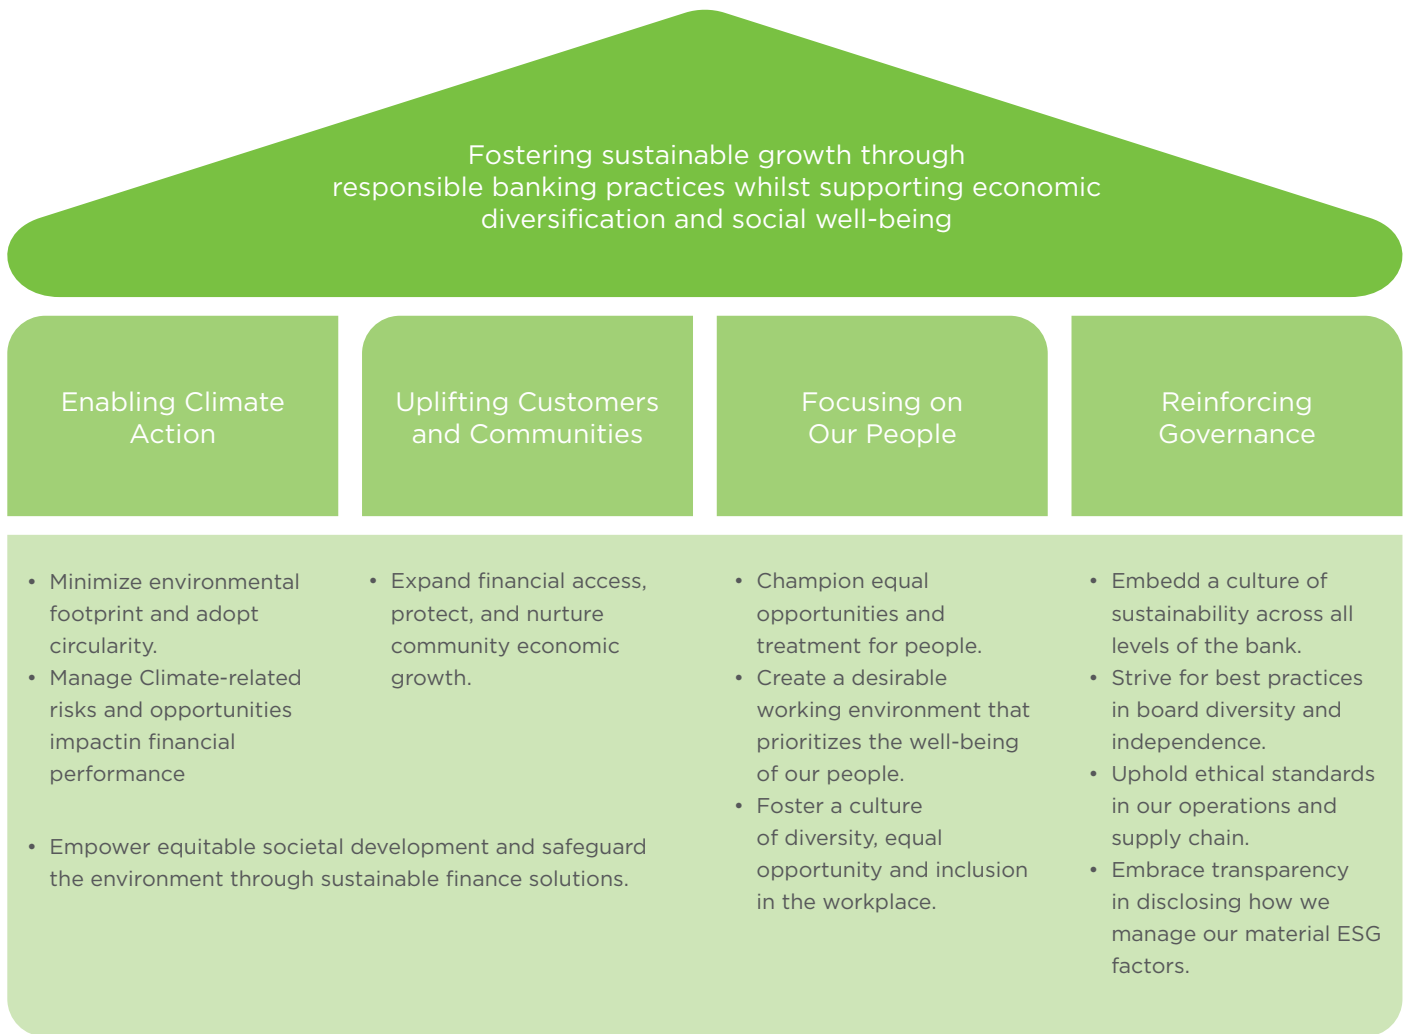 Fostering sustainable growth through
responsible banking practices whilst supporting economic
diversification and social well-being
Enabling Climate
Action
Uplifting Customers
and Communities
Focusing on
Our People
Reinforcing
Governance
• Minimize environmental
footprint and adopt
circularity.
• Manage Climate-related
risks and opportunities
impactin financial
performance
• Expand financial access,
protect, and nurture
community economic
growth.
• Empower equitable societal development and safeguard
the environment through sustainable finance solutions.
• Champion equal
opportunities and
treatment for people.
• Create a desirable
working environment that
prioritizes the well-being
of our people.
• Foster a culture
of diversity, equal
opportunity and inclusion
in the workplace.
• Embedd a culture of
sustainability across all
levels of the bank.
• Strive for best practices
in board diversity and
independence.
• Uphold ethical standards
in our operations and
supply chain.
• Embrace transparency
in disclosing how we
manage our material ESG
factors.